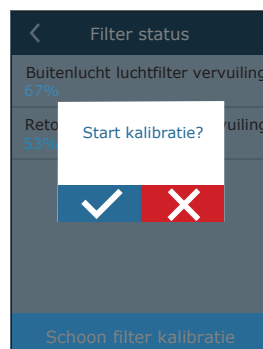 Filter status
Buitenlucht luchtfilter vervuiling
67%
53%
Start kalibratie?
Schoon filter kalibratie